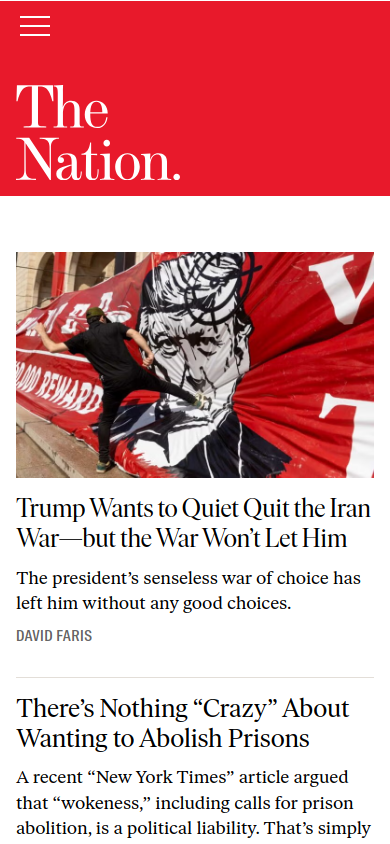 The
Nation.
0,000 REWARD
Trump Wants to Quiet Quit the Iran
War—but the War Won’t Let Him
The president’s senseless war of choice has
left him without any good choices.
DAVID FARIS
There’s Nothing “Crazy” About
Wanting to Abolish Prisons
A recent “New York Times” article argued
that “wokeness,” including calls for prison
abolition, is a political liability. That’s simply